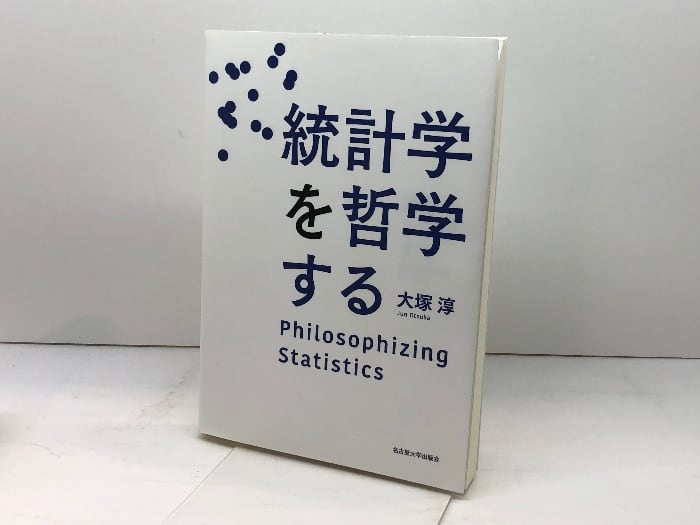 統計学
を哲学
する
大塚 淳
Jun Otsuka
Philosophizing
Statistics
名古屋大学出版会